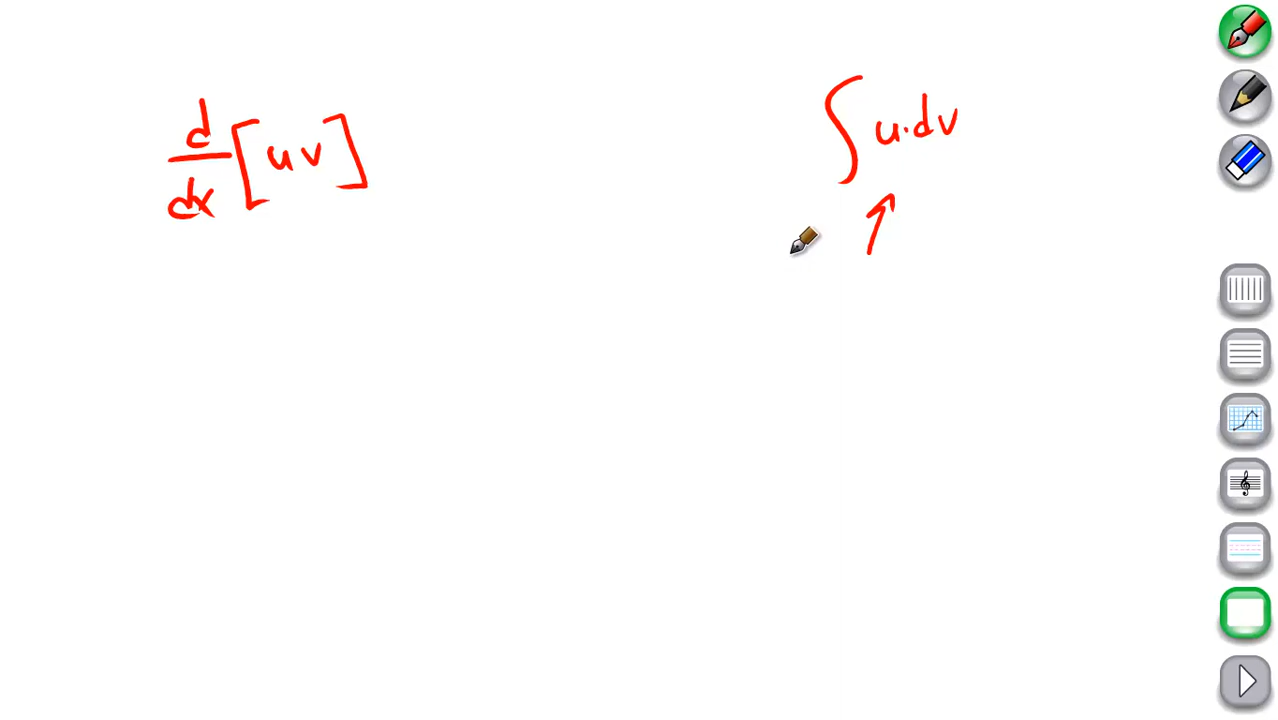 d/dx [uv]
∫ u·dv